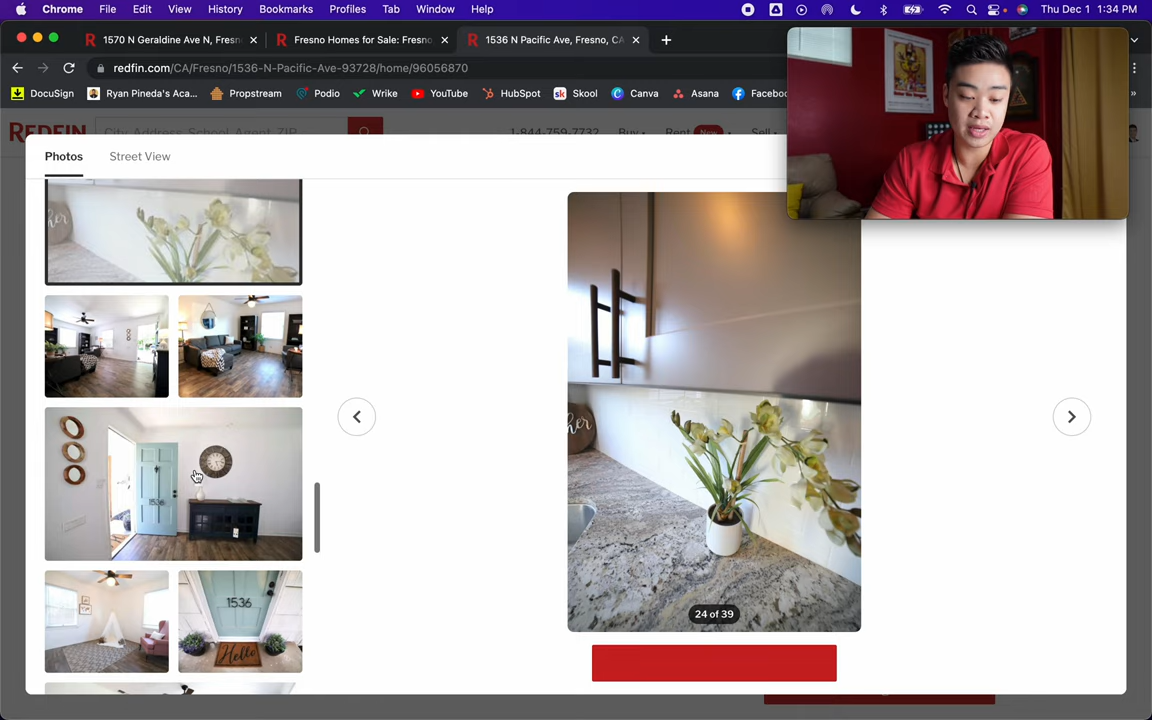 Chrome File Edit View History Bookmarks Profiles Tab Window Help Thu Dec 1 1:34 PM
1570 N Geraldine Ave N, Fresn
Fresno Homes for Sale: Fresno,
1536 N Pacific Ave, Fresno, CA
redfin.com/CA/Fresno/1536-N-Pacific-Ave-93728/home/96056870
DocuSign Ryan Pineda's Aca... Propstream Podio Wrike YouTube HubSpot Skool Canva Asana Faceboo
REDFIN City, Address, School, Agent, ZIP 1-844-759-7732 Buy Rent New Sell
Photos Street View
her
1536
1536
Hello
24 of 39